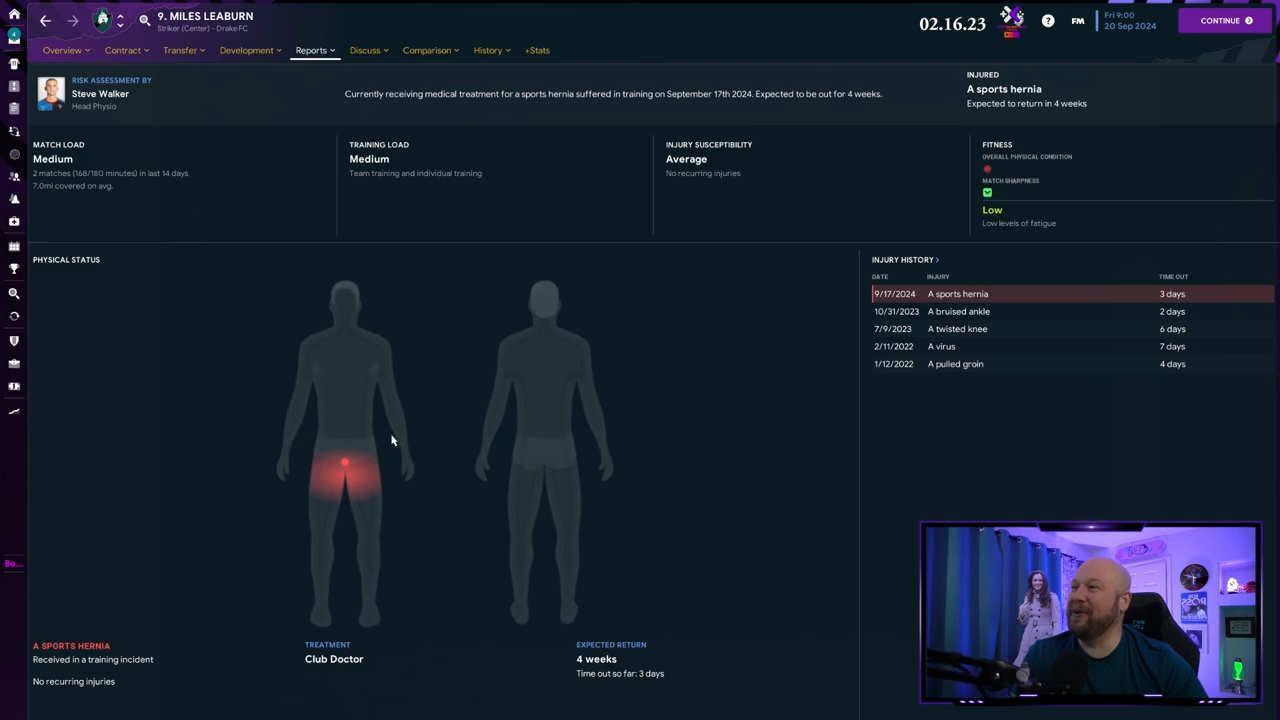 9. MILES LEABURN
Striker (Center) - Drake FC
02.16.23
FM
Fri 9:00
20 Sep 2024
CONTINUE
Overview
Contract
Transfer
Development
Reports
Discuss
Comparison
History
+Stats
RISK ASSESSMENT BY
Steve Walker
Head Physio
Currently receiving medical treatment for a sports hernia suffered in training on September 17th 2024. Expected to be out for 4 weeks.
INJURED
A sports hernia
Expected to return in 4 weeks
MATCH LOAD
Medium
2 matches (168/180 minutes) in last 14 days
7,0mi covered on avg.
TRAINING LOAD
Medium
Team training and individual training
INJURY SUSCEPTIBILITY
Average
No recurring injuries
FITNESS
OVERALL PHYSICAL CONDITION
MATCH SHARPNESS
Low
Low levels of fatigue
PHYSICAL STATUS
INJURY HISTORY >
DATE INJURY TIME OUT
9/17/2024 A sports hernia 3 days
10/31/2023 A bruised ankle 2 days
7/9/2023 A twisted knee 6 days
2/11/2022 A virus 7 days
1/12/2022 A pulled groin 4 days
Bo...
A SPORTS HERNIA
Received in a training incident
No recurring injuries
TREATMENT
Club Doctor
EXPECTED RETURN
4 weeks
Time out so far: 3 days